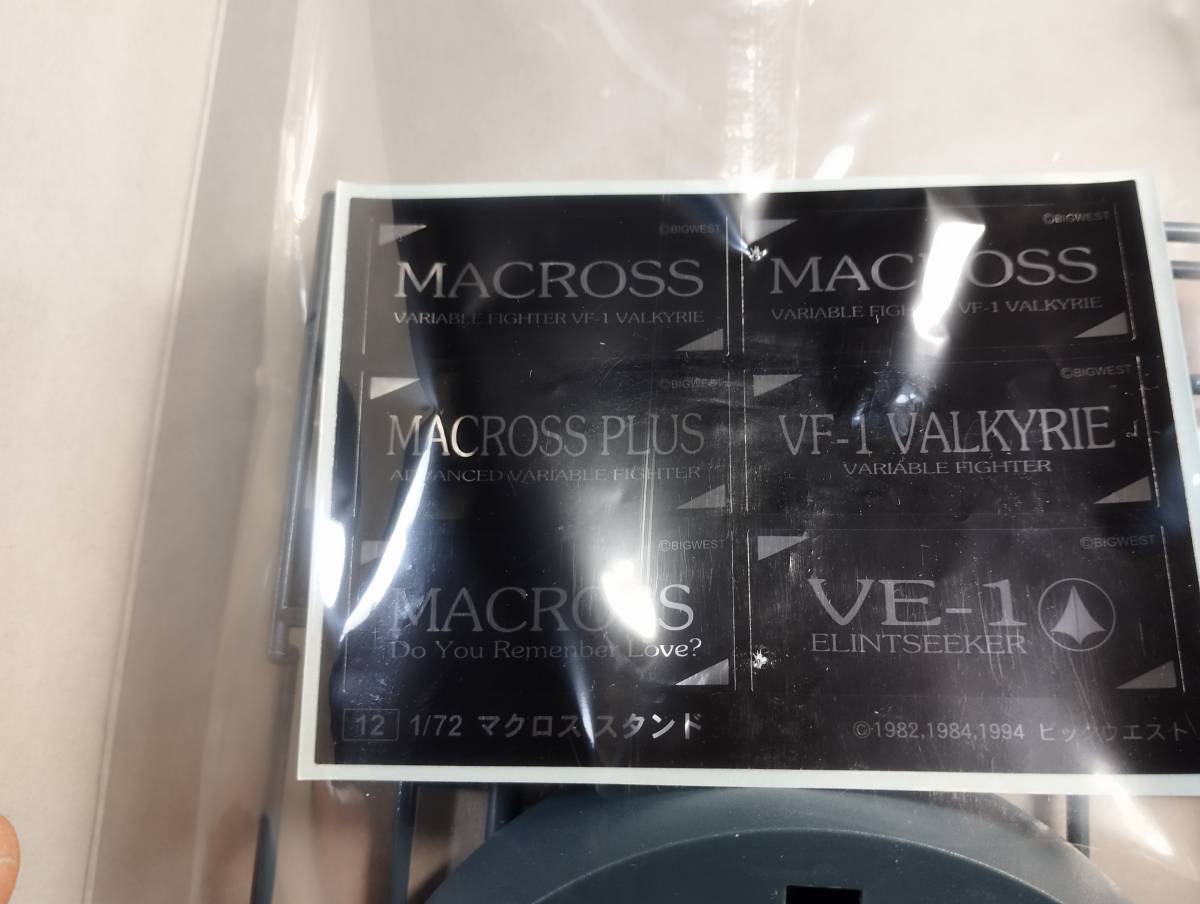 ©BIGWEST
MACROSS
VARIABLE FIGHTER VF-1 VALKYRIE
©BIGWEST
MACROSS
VARIABLE FIGHTER VF-1 VALKYRIE
©BIGWEST
MACROSS PLUS
ADVANCED VARIABLE FIGHTER
©BIGWEST
VF-1 VALKYRIE
VARIABLE FIGHTER
©BIGWEST
MACROSS
Do You Remember Love?
©BIGWEST
VE-1
ELINTSEEKER
12 1/72 マクロス スタンド
©1982,1984,1994 ビックウエスト